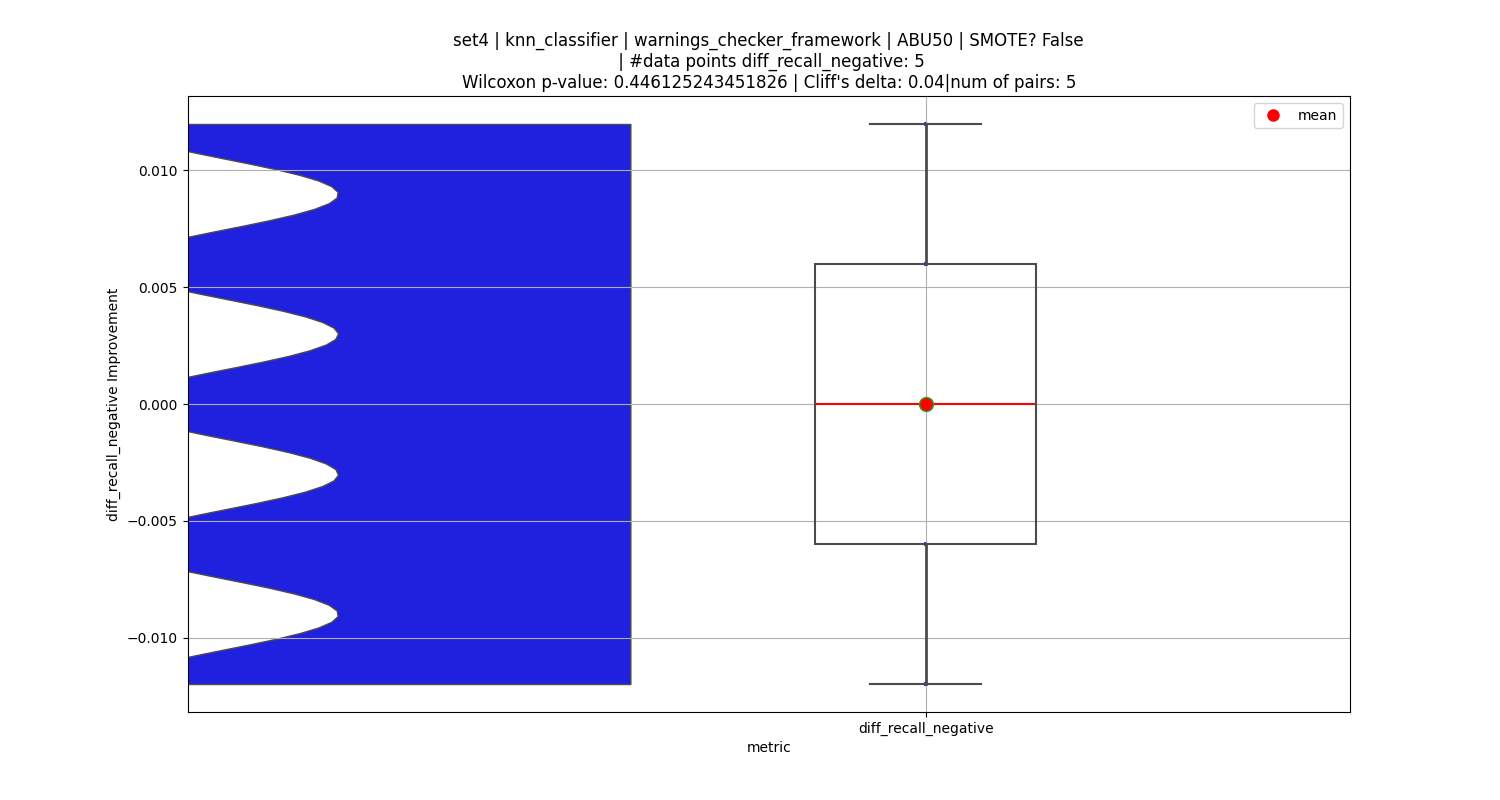 set4 | knn_classifier | warnings_checker_framework | ABU50 | SMOTE? False
| #data points diff_recall_negative: 5
Wilcoxon p-value: 0.446125243451826 | Cliff's delta: 0.04|num of pairs: 5
mean
0.010
0.005
0.000
−0.005
−0.010
diff_recall_negative Improvement
diff_recall_negative
metric